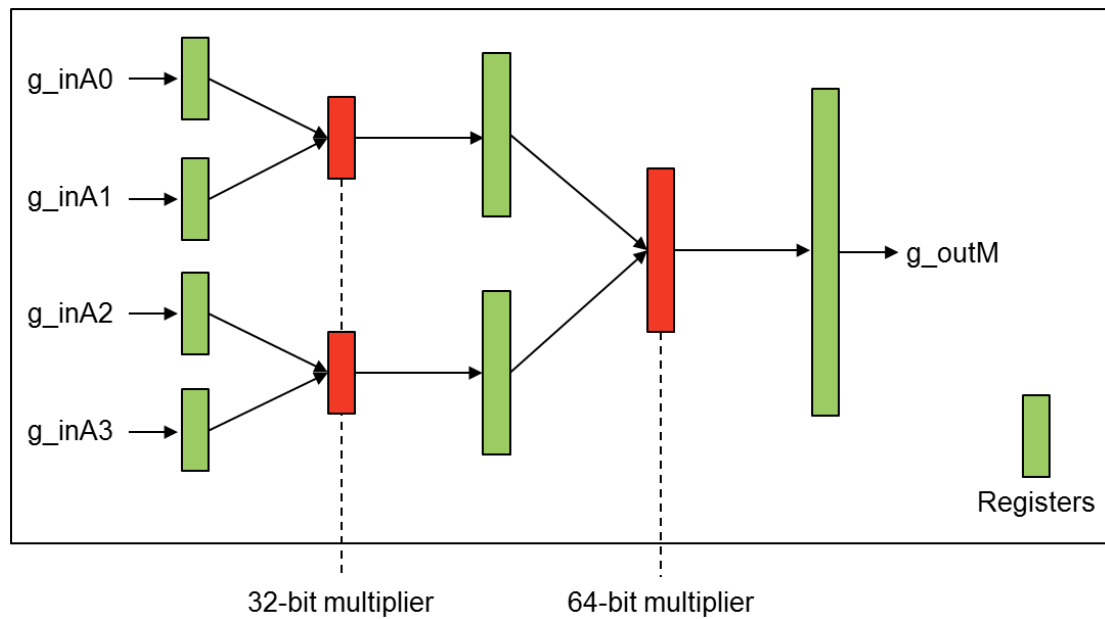 g_inA0
g_inA1
g_outM
g_inA2
g_inA3
Registers
32-bit multiplier
64-bit multiplier